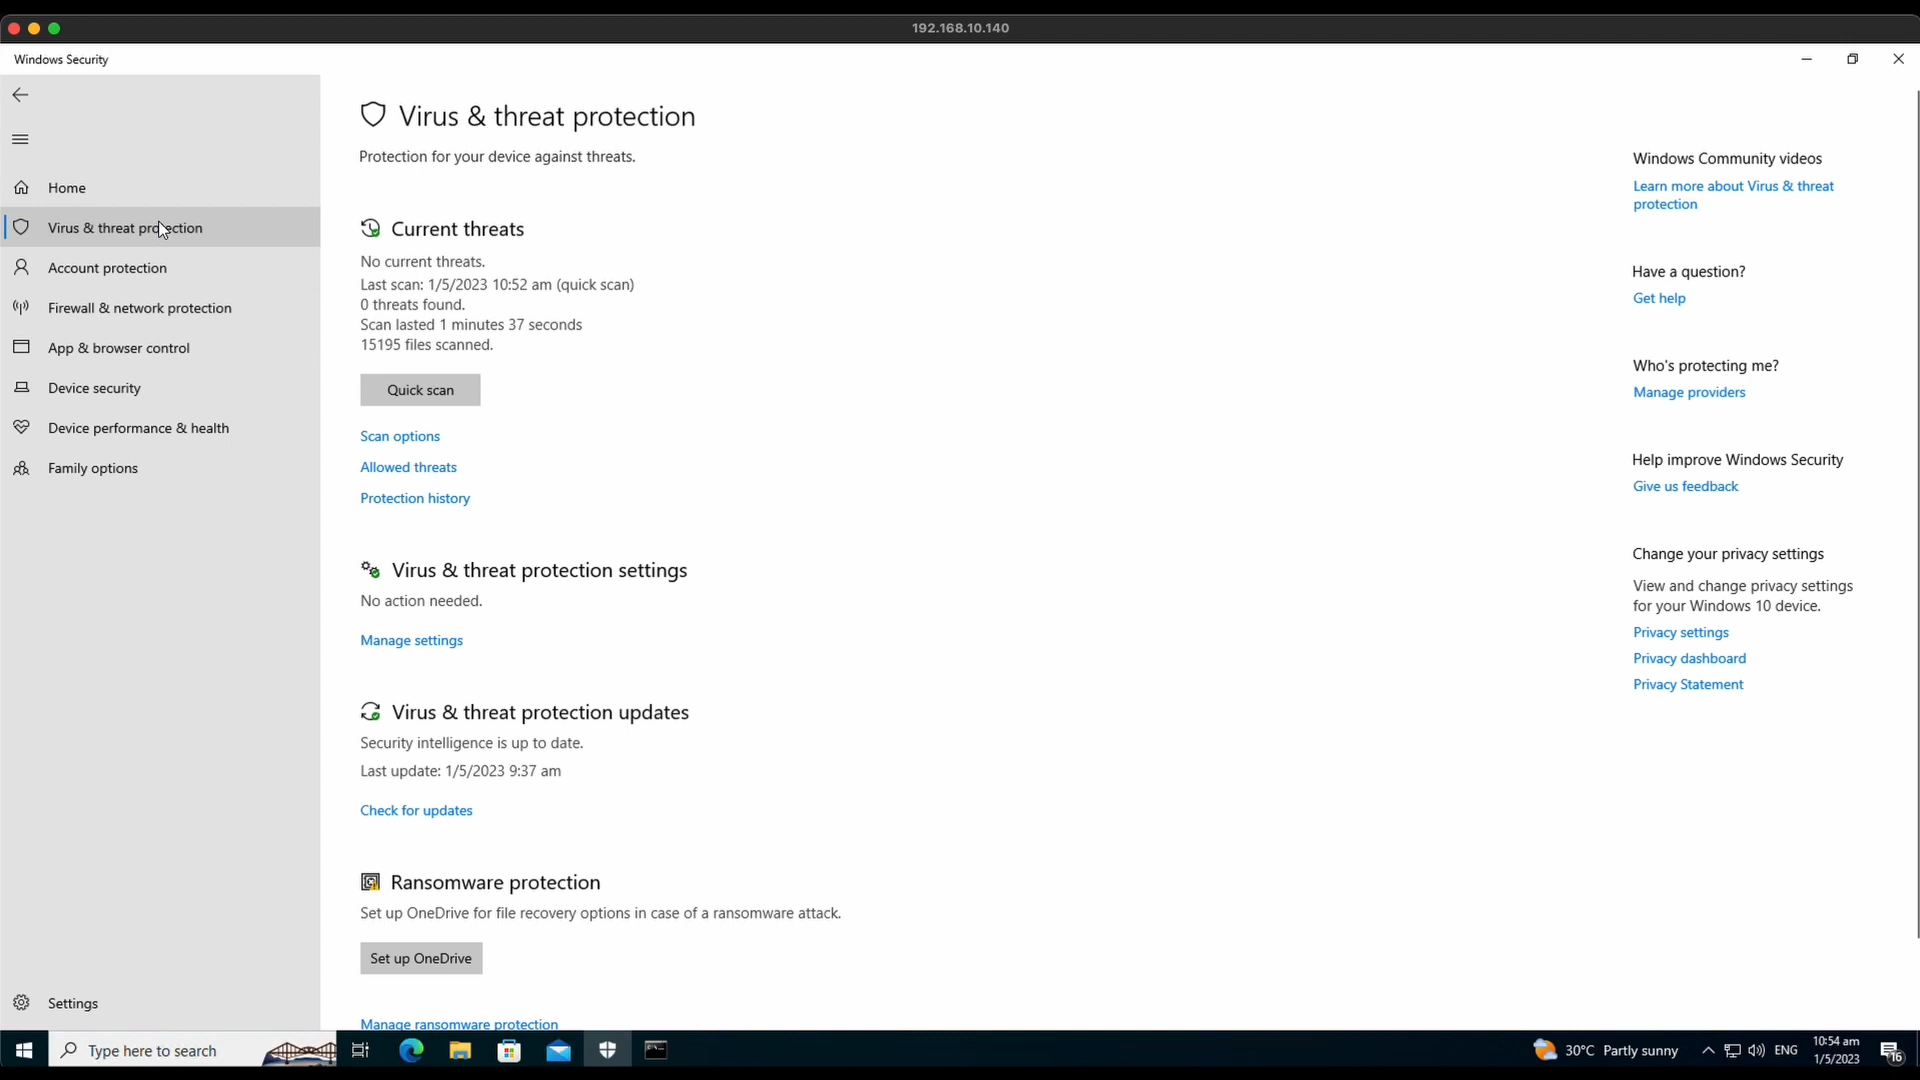 192.168.10.140
Windows Security
Home
Virus & threat protection
Account protection
Firewall & network protection
App & browser control
Device security
Device performance & health
Family options
Settings
Virus & threat protection
Protection for your device against threats.
Current threats
No current threats.
Last scan: 1/5/2023 10:52 am (quick scan)
0 threats found.
Scan lasted 1 minutes 37 seconds
15195 files scanned.
Quick scan
Scan options
Allowed threats
Protection history
Virus & threat protection settings
No action needed.
Manage settings
Virus & threat protection updates
Security intelligence is up to date.
Last update: 1/5/2023 9:37 am
Check for updates
Ransomware protection
Set up OneDrive for file recovery options in case of a ransomware attack.
Set up OneDrive
Manage ransomware protection
Windows Community videos
Learn more about Virus & threat
protection
Have a question?
Get help
Who's protecting me?
Manage providers
Help improve Windows Security
Give us feedback
Change your privacy settings
View and change privacy settings
for your Windows 10 device.
Privacy settings
Privacy dashboard
Privacy Statement
Type here to search
30°C Partly sunny
ENG
10:54 am
1/5/2023
16